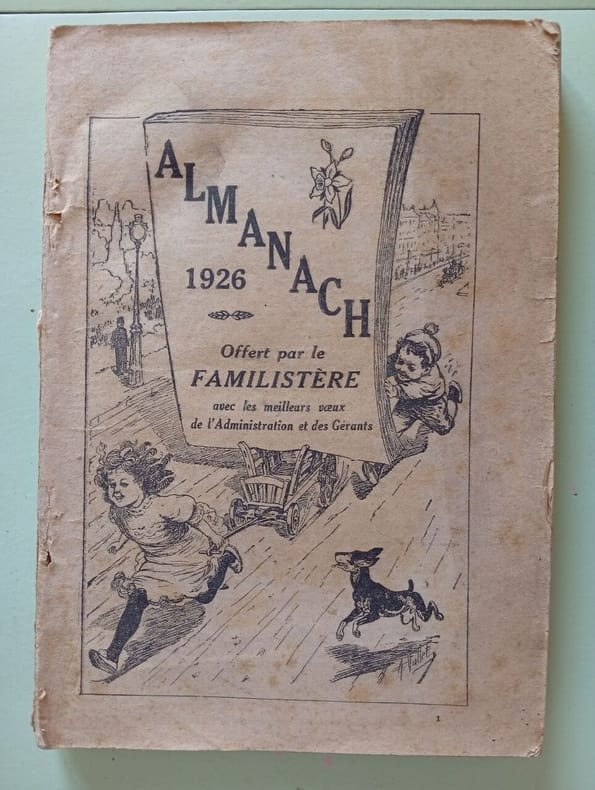 ALMANACH
1926
Offert par le
FAMILISTÈRE
avec les meilleurs vœux
de l'Administration et des Gérants
1